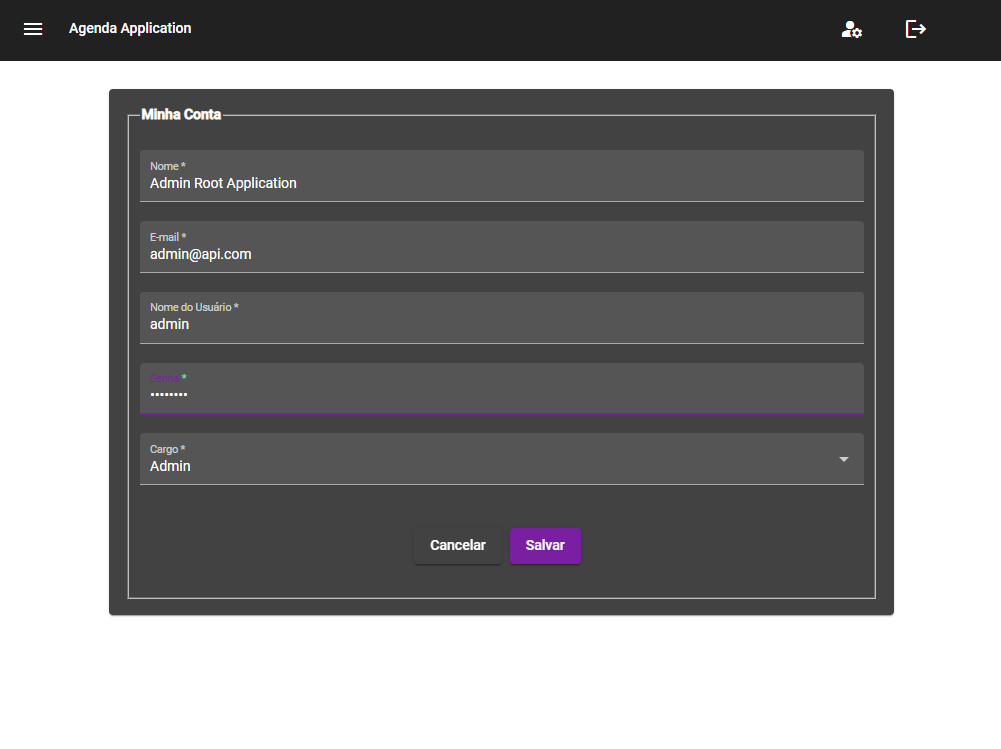 Agenda Application
Minha Conta
Nome *
Admin Root Application
E-mail *
admin@api.com
Nome do Usuário *
admin
Senha *
••••••••
Cargo *
Admin
Cancelar
Salvar